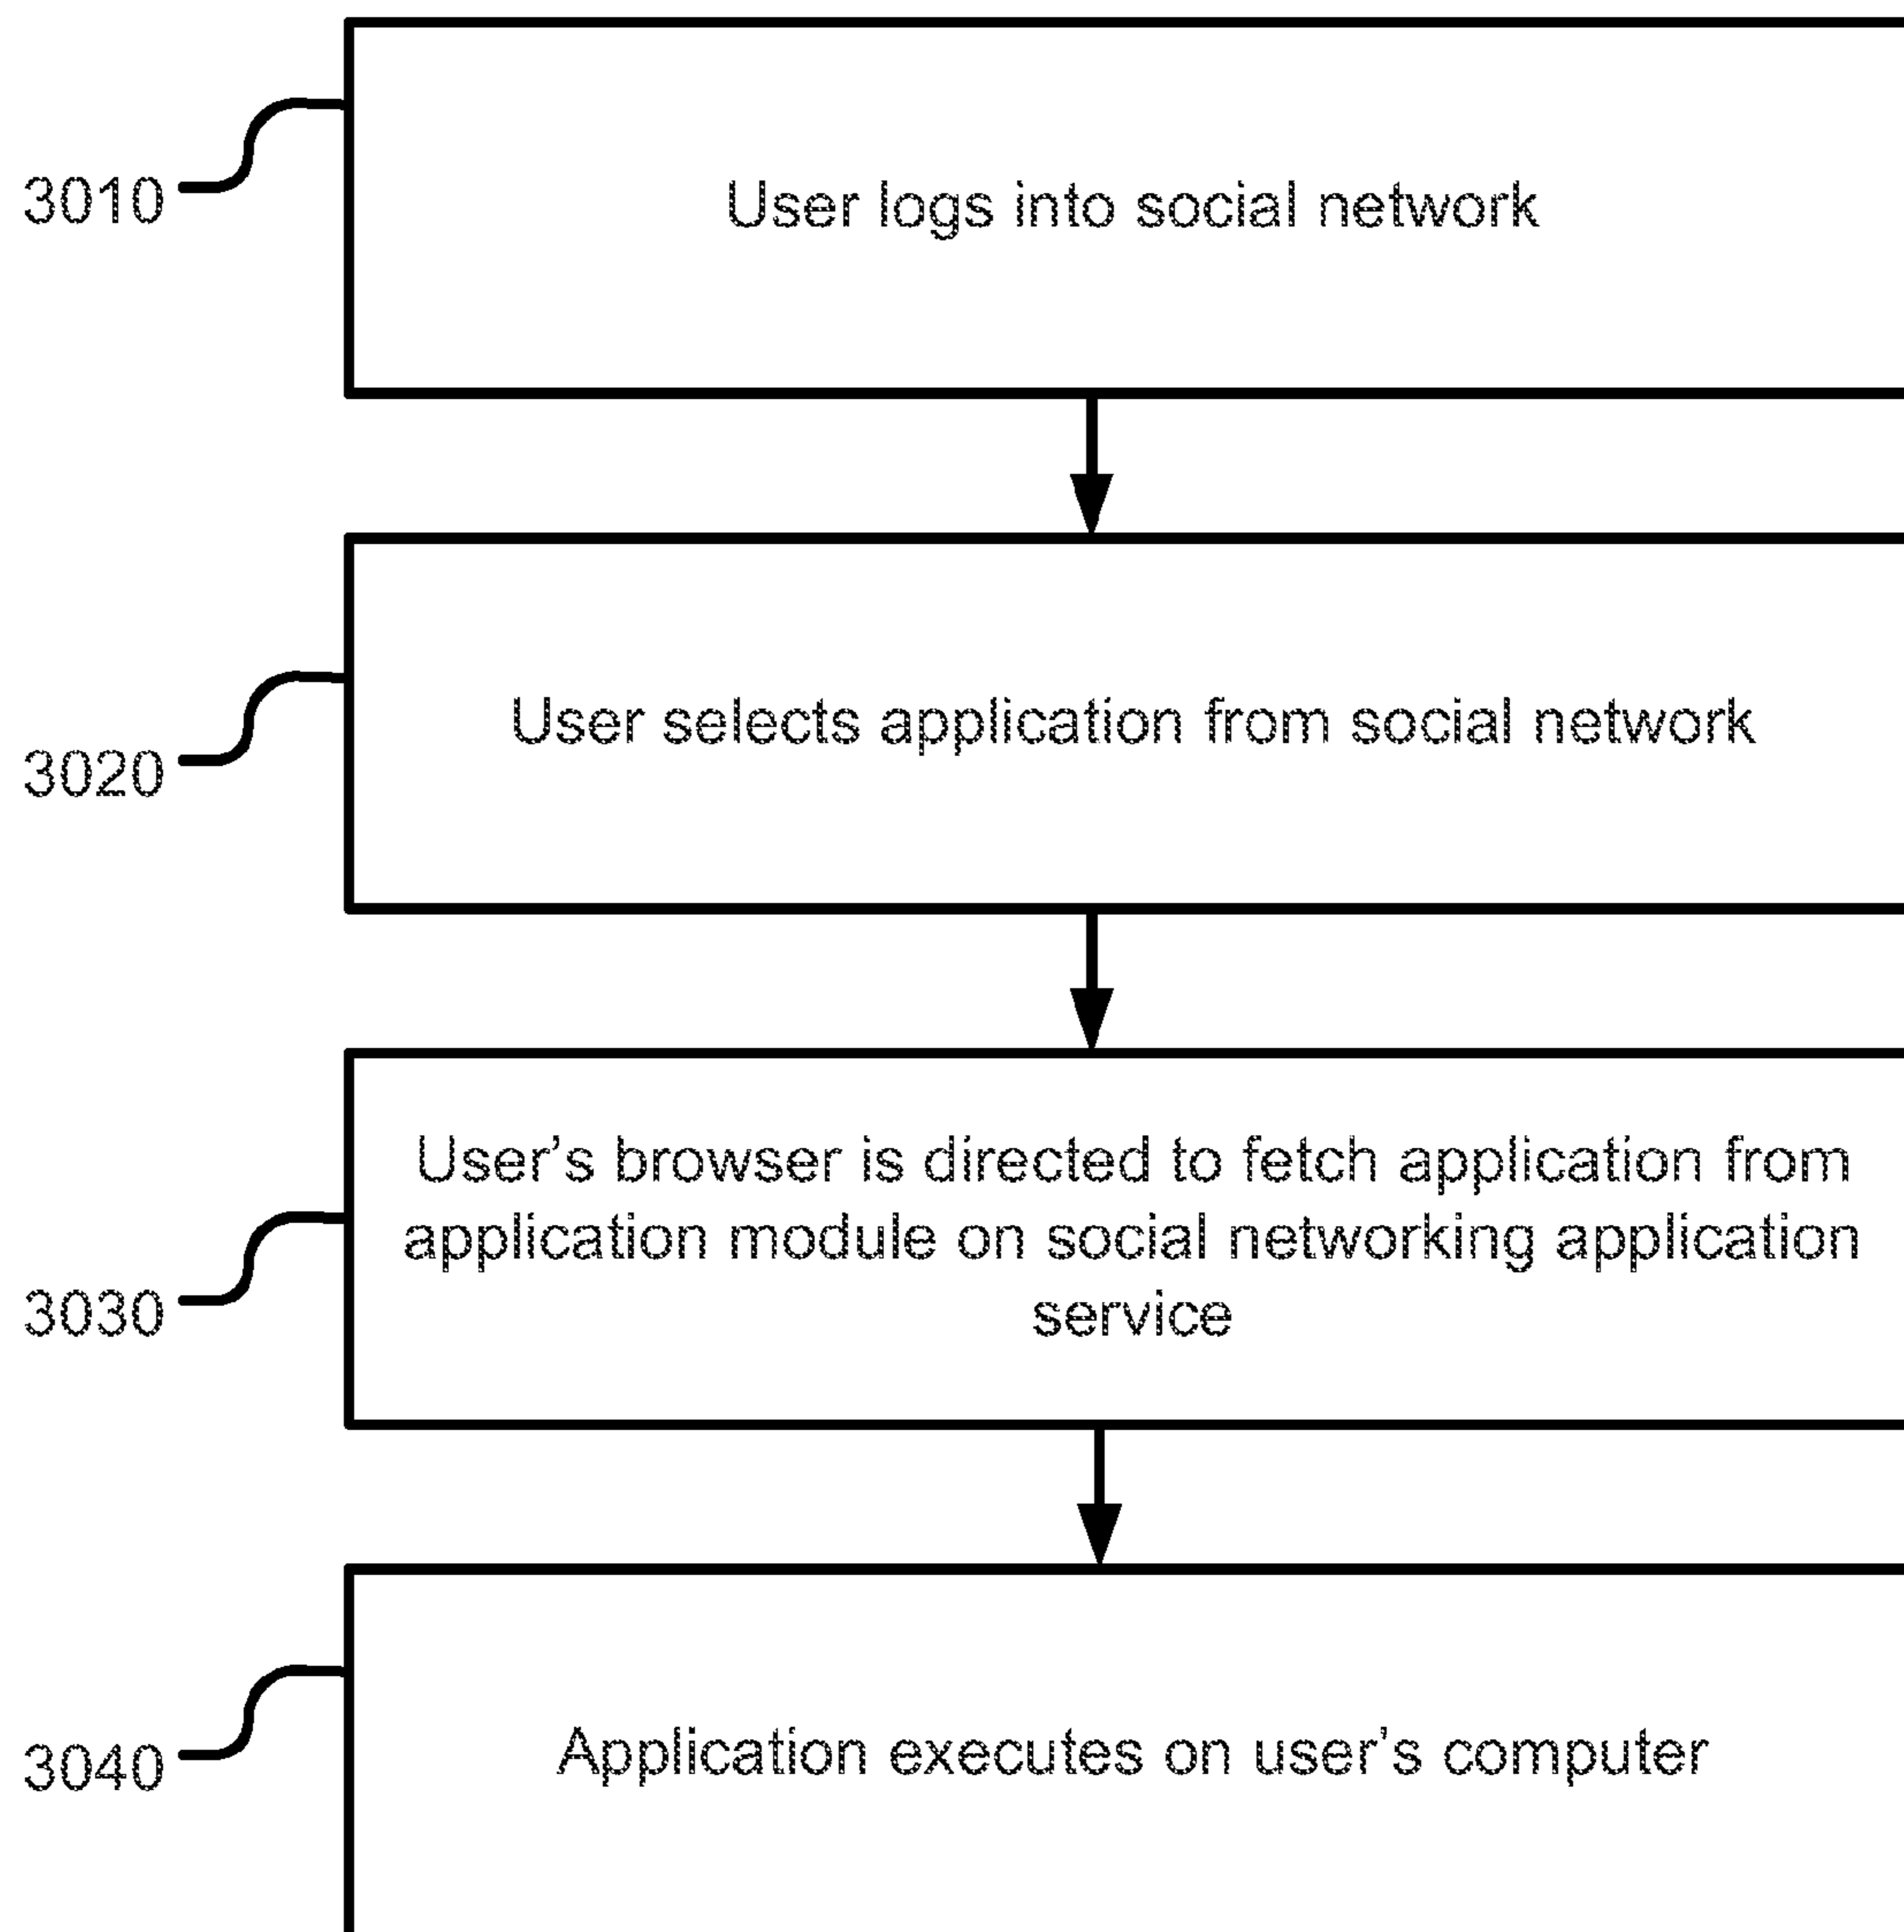 User logs into social network
3010
User selects application from social network
3020
User's browser is directed to fetch application from
application module on social networking application
service
3030
Application executes on user's computer
3040